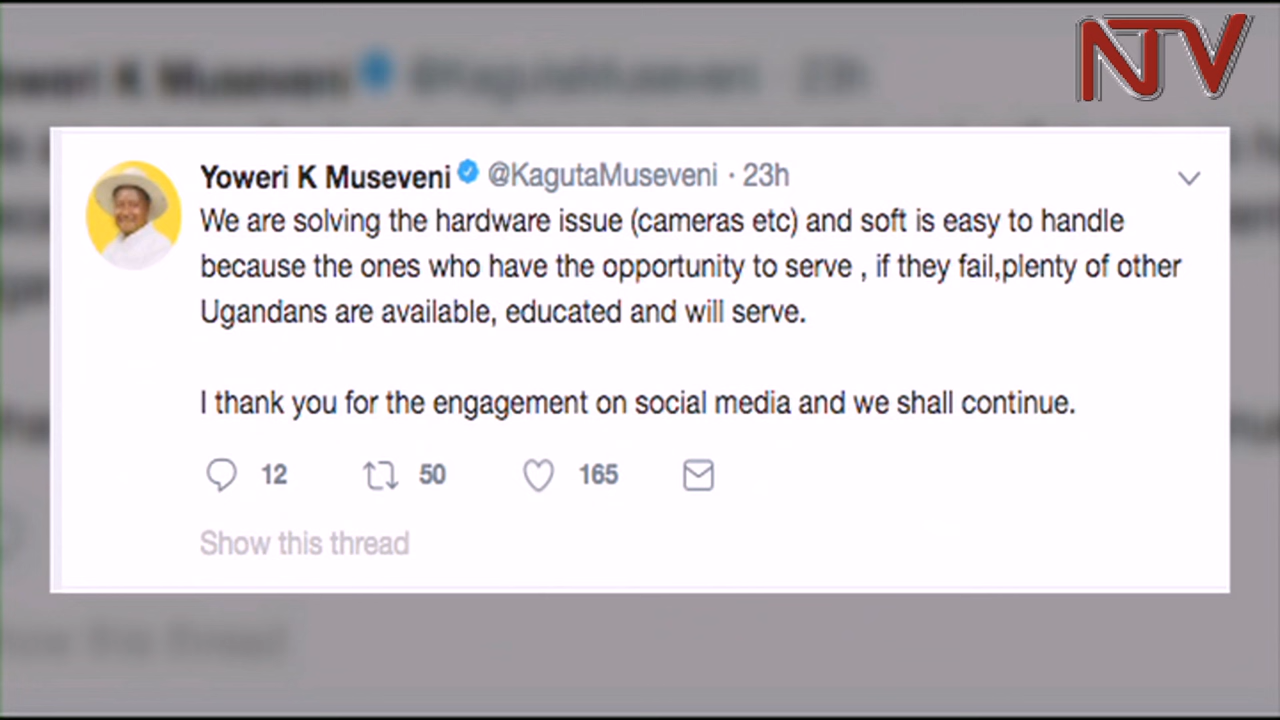 NTV
Yoweri K Museveni @KagutaMuseveni · 23h
We are solving the hardware issue (cameras etc) and soft is easy to handle
because the ones who have the opportunity to serve , if they fail,plenty of other
Ugandans are available, educated and will serve.
I thank you for the engagement on social media and we shall continue.
12 50 165
Show this thread